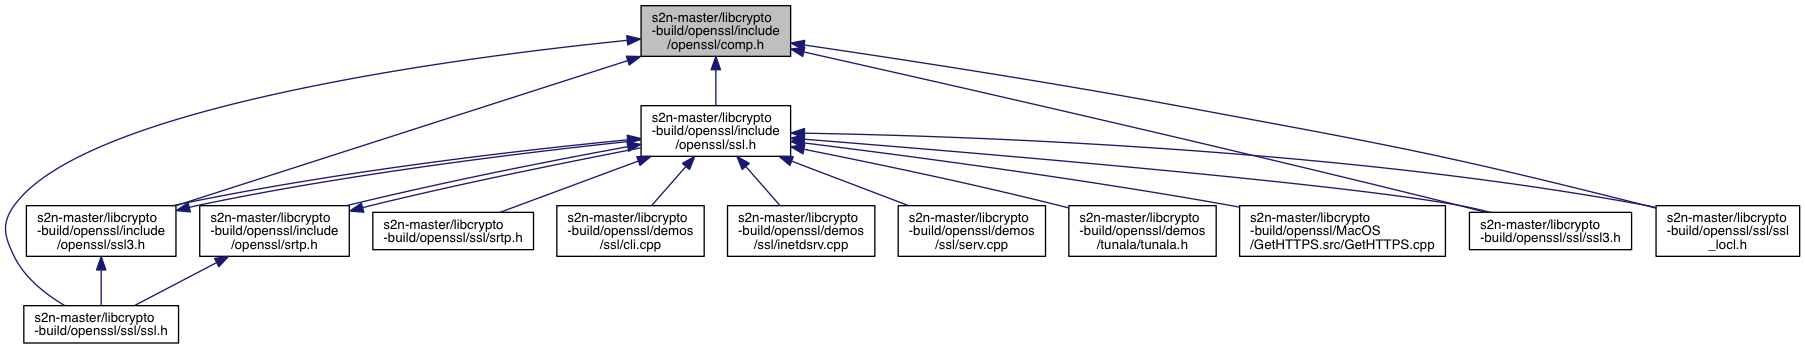 s2n-master/libcrypto
-build/openssl/include
/openssl/comp.h
s2n-master/libcrypto
-build/openssl/include
/openssl/ssl.h
s2n-master/libcrypto
-build/openssl/include
/openssl/ssl3.h
s2n-master/libcrypto
-build/openssl/include
/openssl/srtp.h
s2n-master/libcrypto
-build/openssl/ssl/srtp.h
s2n-master/libcrypto
-build/openssl/demos
/ssl/cli.cpp
s2n-master/libcrypto
-build/openssl/demos
/ssl/inetdsrv.cpp
s2n-master/libcrypto
-build/openssl/demos
/ssl/serv.cpp
s2n-master/libcrypto
-build/openssl/demos
/tunala/tunala.h
s2n-master/libcrypto
-build/openssl/MacOS
/GetHTTPS.src/GetHTTPS.cpp
s2n-master/libcrypto
-build/openssl/ssl/ssl3.h
s2n-master/libcrypto
-build/openssl/ssl/ssl
_locl.h
s2n-master/libcrypto
-build/openssl/ssl/ssl.h